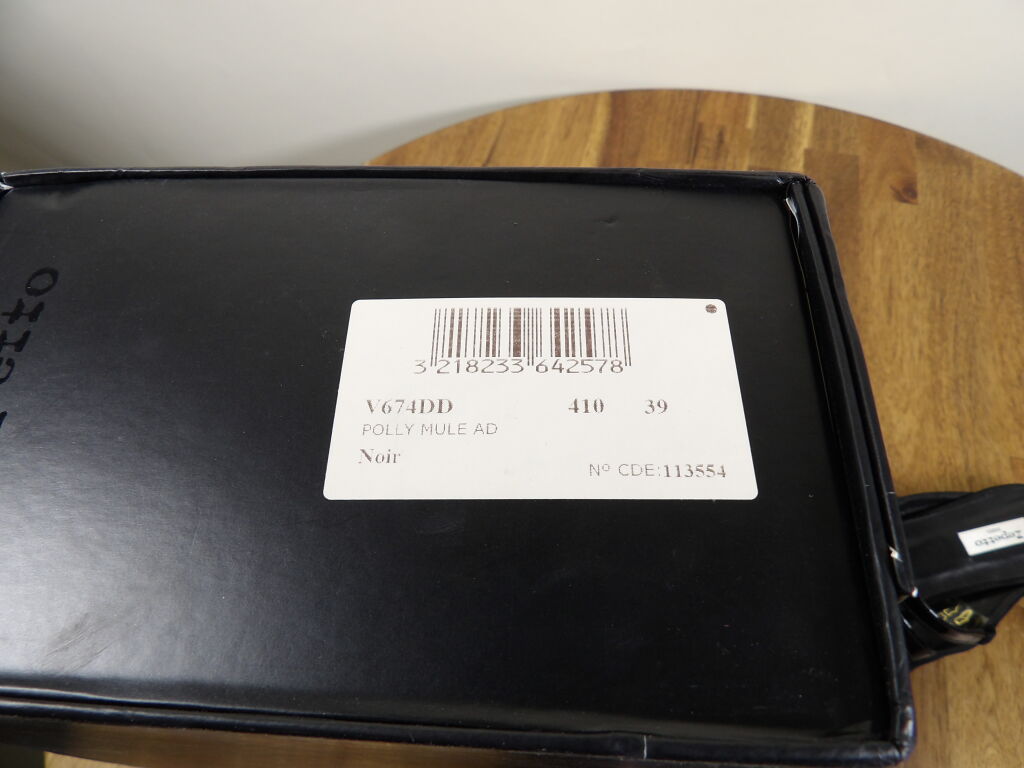 3 218233 642578
V674DD 410 39
POLLY MULE AD
Noir
Nº CDE:113554